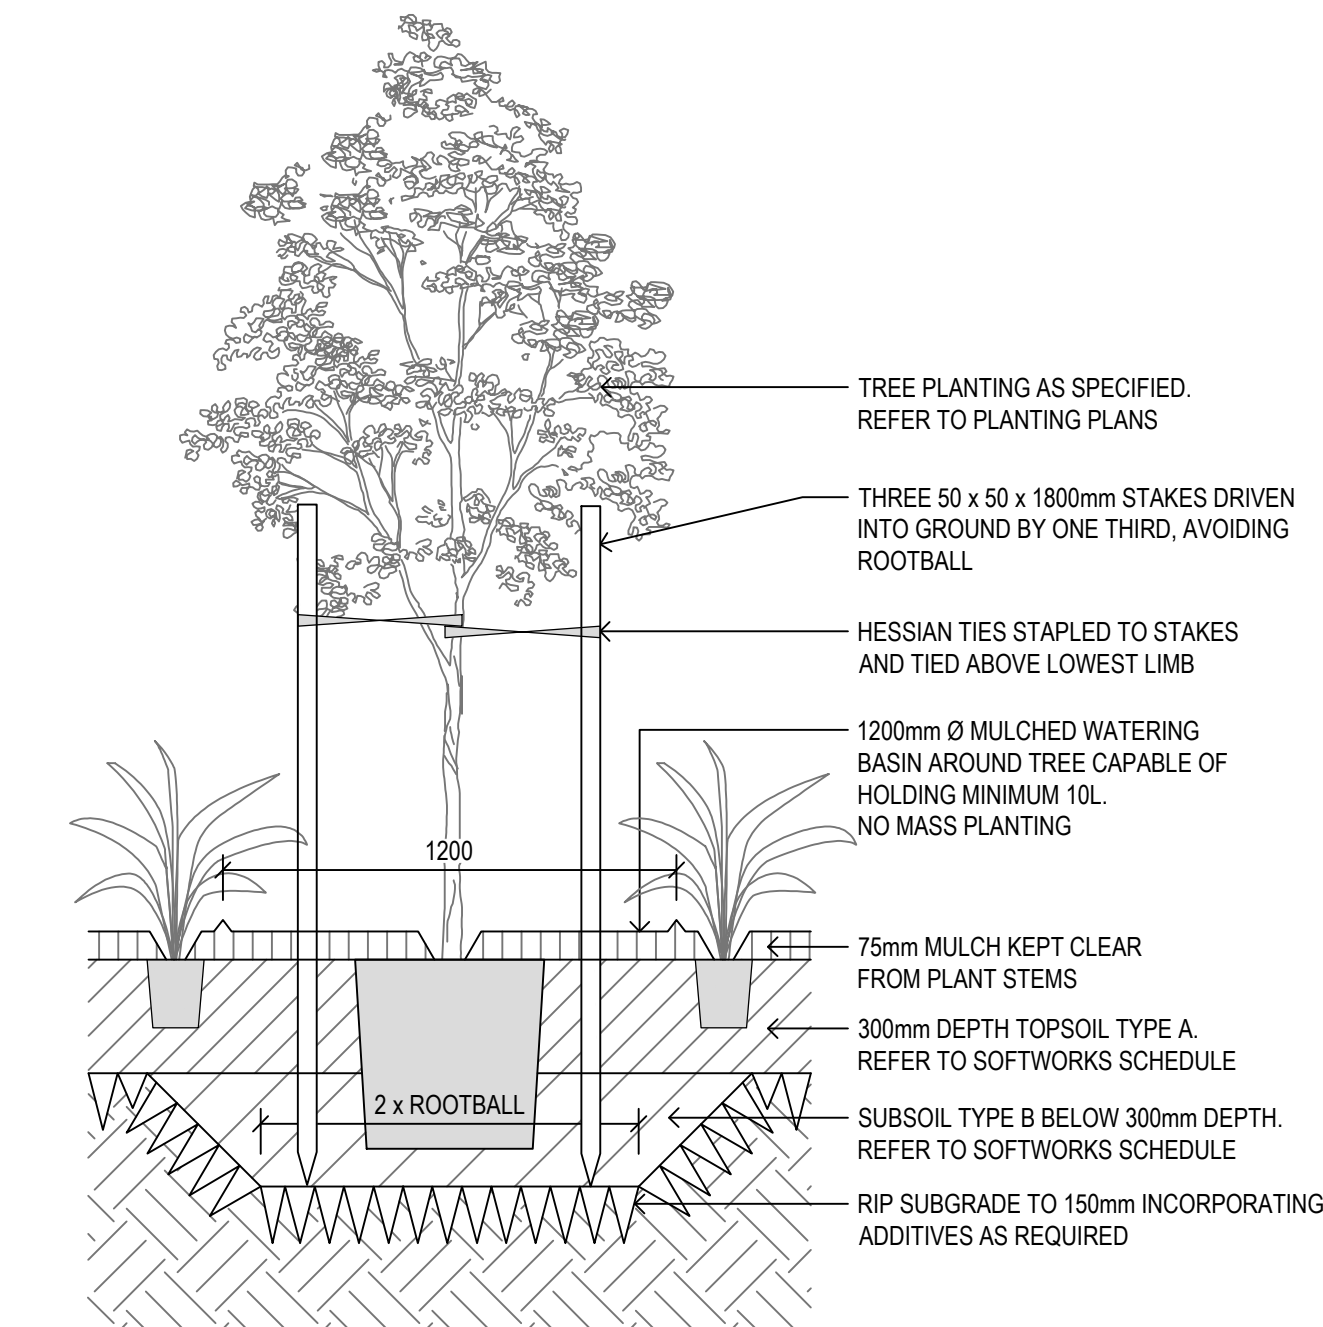 TREE PLANTING AS SPECIFIED.
REFER TO PLANTING PLANS
THREE 50 x 50 x 1800mm STAKES DRIVEN
INTO GROUND BY ONE THIRD, AVOIDING
ROOTBALL
HESSIAN TIES STAPLED TO STAKES
AND TIED ABOVE LOWEST LIMB
1200mm Ø MULCHED WATERING
BASIN AROUND TREE CAPABLE OF
HOLDING MINIMUM 10L.
NO MASS PLANTING
1200
75mm MULCH KEPT CLEAR
FROM PLANT STEMS
300mm DEPTH TOPSOIL TYPE A.
REFER TO SOFTWORKS SCHEDULE
2 x ROOTBALL
SUBSOIL TYPE B BELOW 300mm DEPTH.
REFER TO SOFTWORKS SCHEDULE
RIP SUBGRADE TO 150mm INCORPORATING
ADDITIVES AS REQUIRED